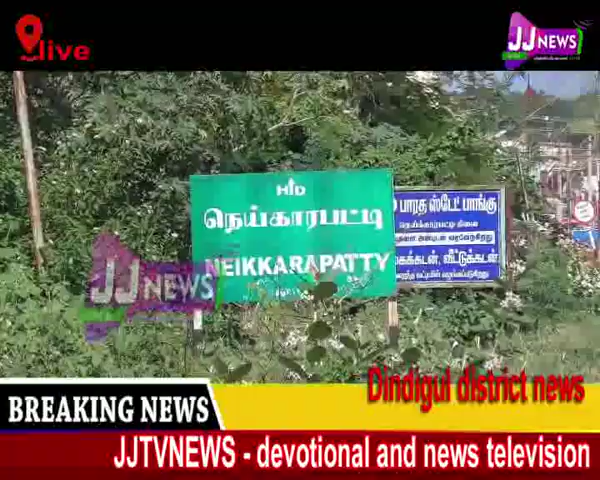 live
JJ NEWS
HD
நெய்காரபட்டி
NEIKKARAPATTY
பாரத ஸ்டேட் பாங்கு
நெய்க்காரபட்டி கிளை
JJ NEWS
Dindigul district news
BREAKING NEWS
JJTVNEWS - devotional and news television